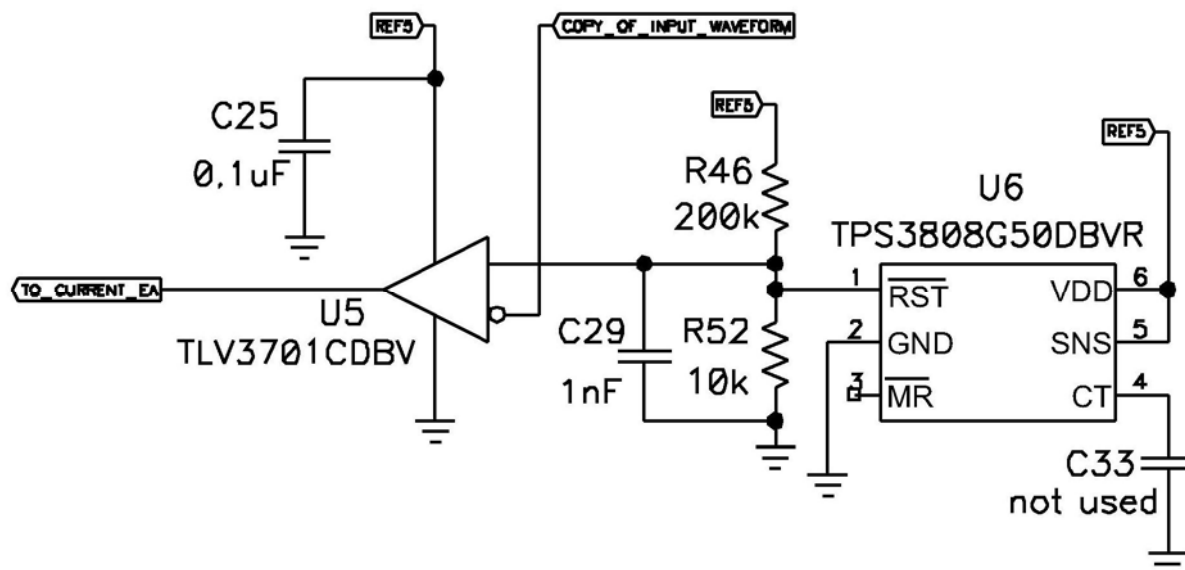 REF5
COPY_OF_INPUT_WAVEFORM
C25
0,1uF
REF5
REF5
R46
200k
U6
TPS3808G50DBVR
TO_CURRENT_EA
U5
TLV3701CDBV
C29
1nF
R52
10k
1
RST
VDD
6
2
GND
SNS
5
3
MR
CT
4
C33
not used